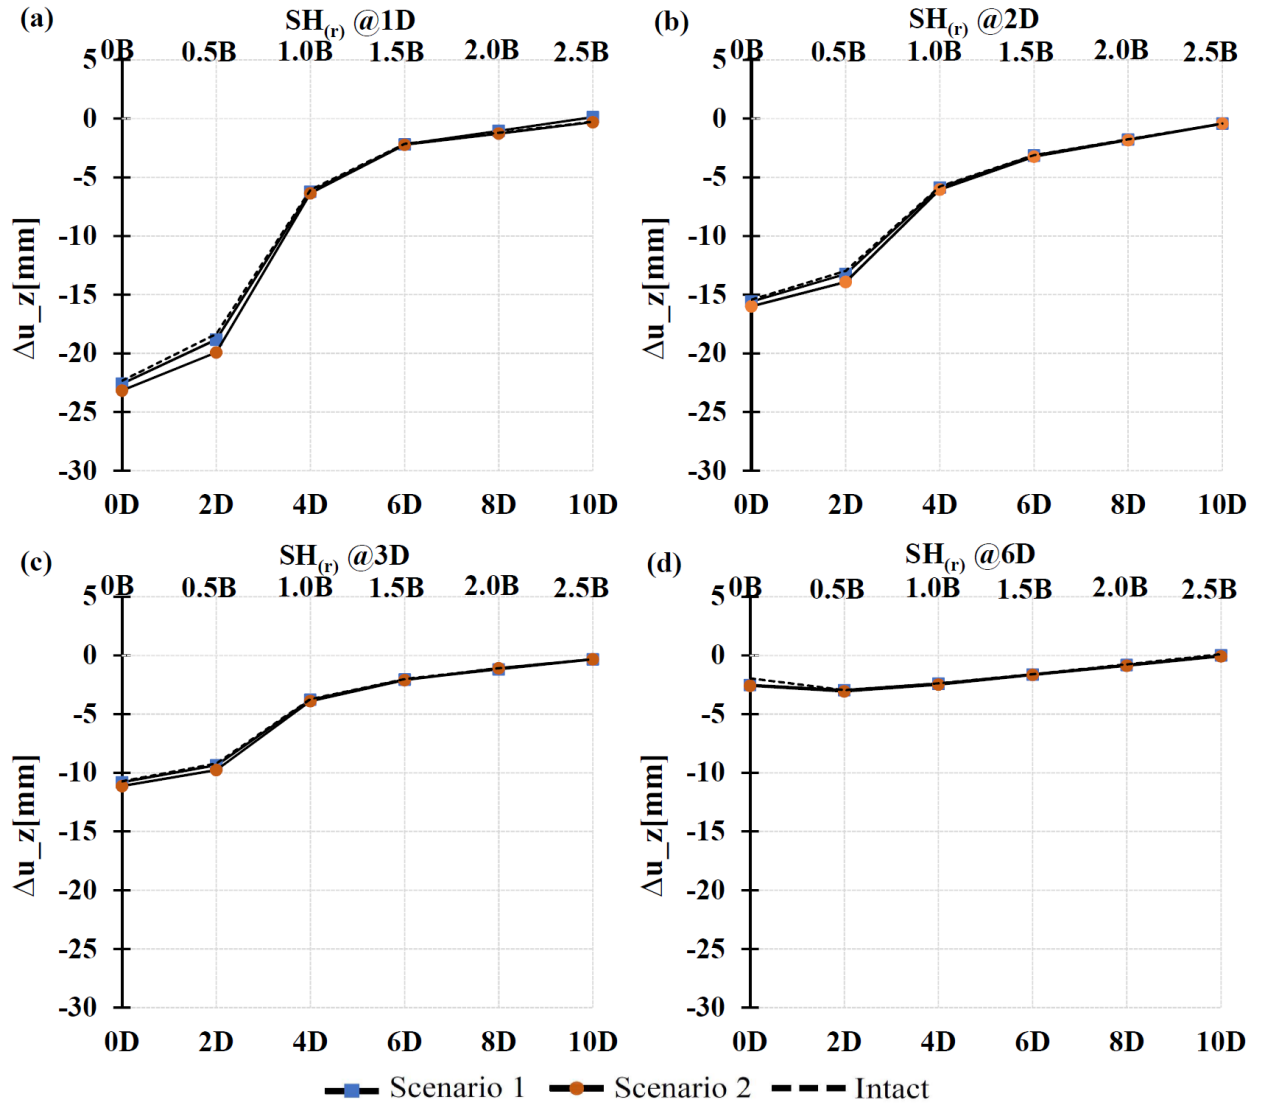 (a)
SH(r) @1D
0B 0.5B 1.0B 1.5B 2.0B 2.5B
5
0
-5
-10
-15
-20
-25
-30
Δu_z[mm]
0D 2D 4D 6D 8D 10D
(b)
SH(r) @2D
0B 0.5B 1.0B 1.5B 2.0B 2.5B
5
0
-5
-10
-15
-20
-25
-30
Δu_z[mm]
0D 2D 4D 6D 8D 10D
(c)
SH(r) @3D
0B 0.5B 1.0B 1.5B 2.0B 2.5B
5
0
-5
-10
-15
-20
-25
-30
Δu_z[mm]
0D 2D 4D 6D 8D 10D
(d)
SH(r) @6D
0B 0.5B 1.0B 1.5B 2.0B 2.5B
5
0
-5
-10
-15
-20
-25
-30
Δu_z[mm]
0D 2D 4D 6D 8D 10D
Scenario 1 Scenario 2 Intact